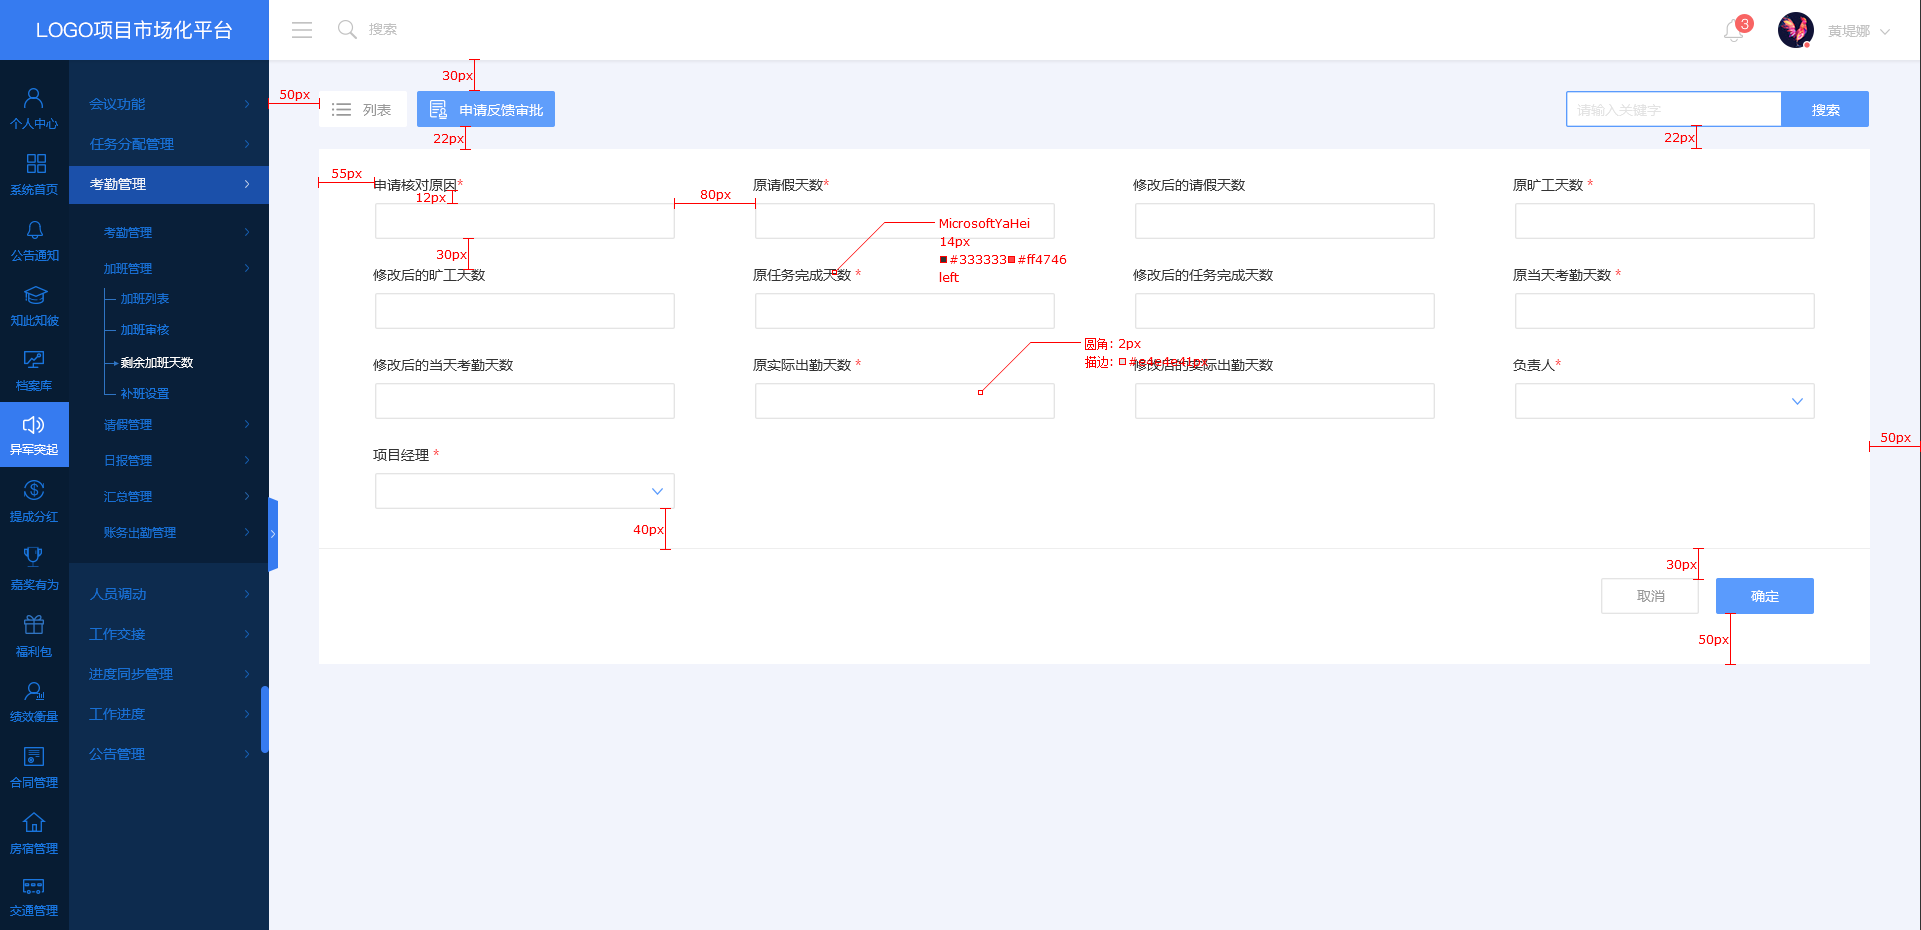 LOGO项目市场化平台
搜索
3
黄堤娜
个人中心
系统首页
公告通知
知此知彼
档案库
异军突起
提成分红
嘉奖有为
福利包
绩效衡量
合同管理
房宿管理
交通管理
会议功能
任务分配管理
考勤管理
考勤管理
加班管理
加班列表
加班审核
剩余加班天数
补班设置
请假管理
日报管理
汇总管理
账务出勤管理
人员调动
工作交接
进度同步管理
工作进度
公告管理
30px
50px
列表
申请反馈审批
请输入关键字
搜索
22px
22px
55px
申请核对原因*
原请假天数*
修改后的请假天数
原旷工天数 *
12px
80px
MicrosoftYaHei
14px
#333333 #ff4746
left
30px
修改后的旷工天数
原任务完成天数 *
修改后的任务完成天数
原当天考勤天数 *
圆角：2px
描边：
修改后的当天考勤天数
原实际出勤天数 *
修改后的实际出勤天数
负责人*
50px
项目经理 *
40px
30px
取消
确定
50px